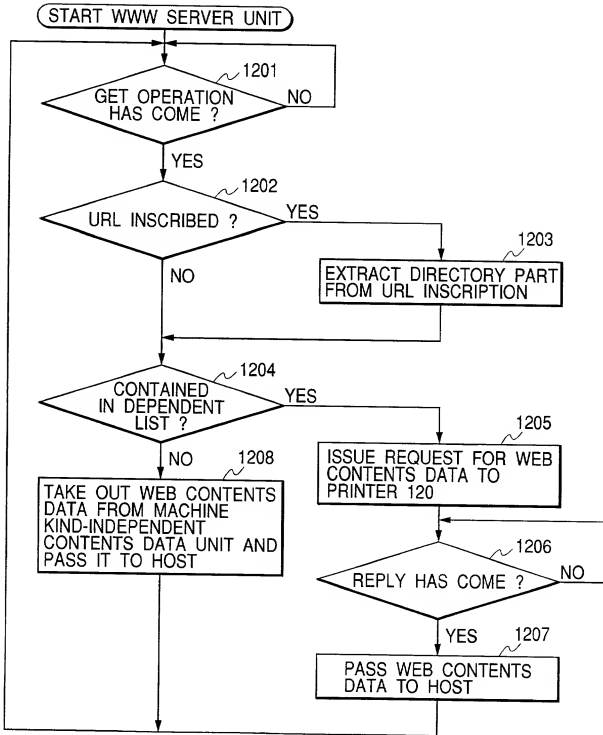 START WWW SERVER UNIT
1201
GET OPERATION
HAS COME ?
NO
YES
1202
URL INSCRIBED ?
YES
NO
1203
EXTRACT DIRECTORY PART
FROM URL INSCRIPTION
1204
CONTAINED
IN DEPENDENT
LIST ?
YES
NO
1205
ISSUE REQUEST FOR WEB
CONTENTS DATA TO
PRINTER 120
1208
TAKE OUT WEB CONTENTS
DATA FROM MACHINE
KIND-INDEPENDENT
CONTENTS DATA UNIT AND
PASS IT TO HOST
1206
REPLY HAS COME ?
NO
YES
1207
PASS WEB CONTENTS
DATA TO HOST